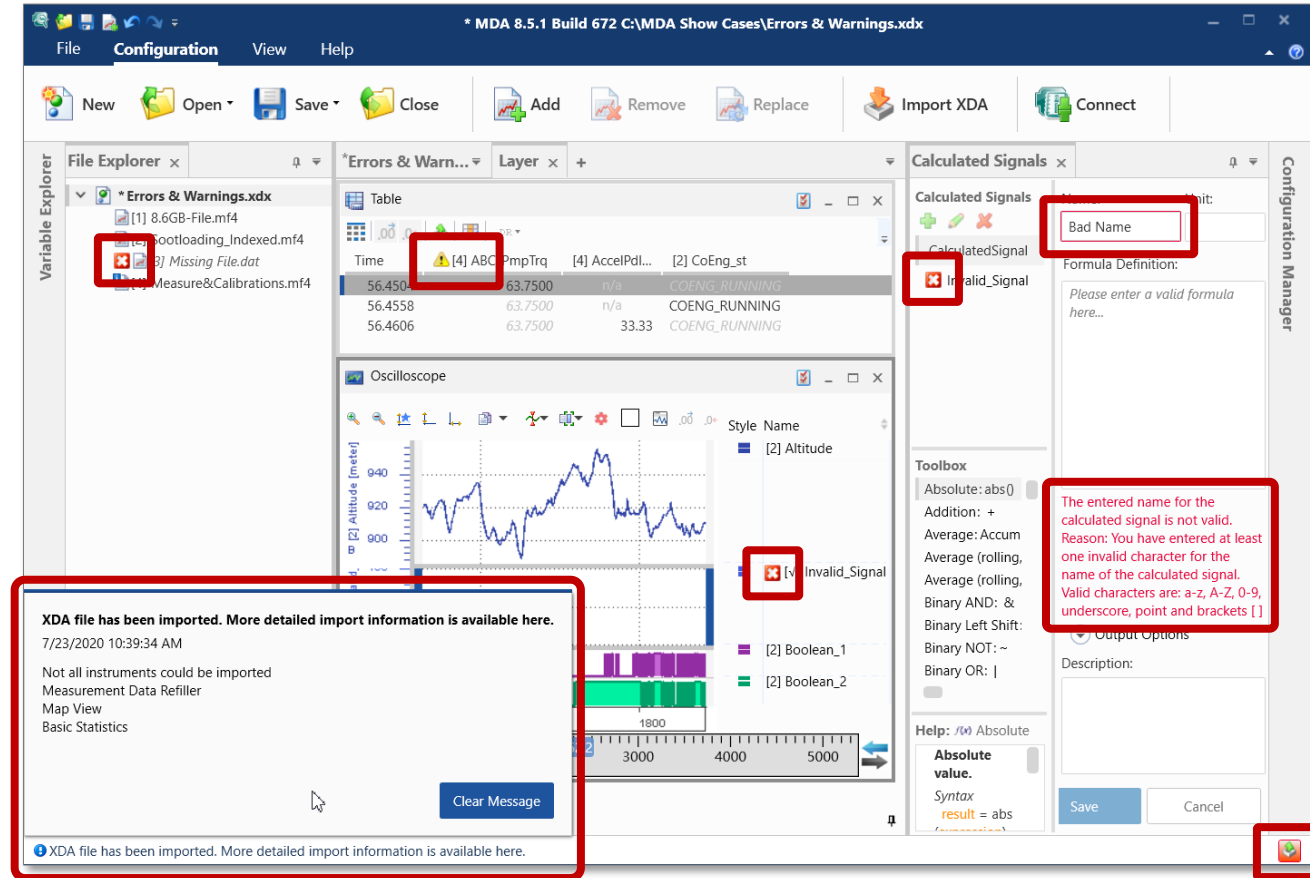 * MDA 8.5.1 Build 672 C:\MDA Show Cases\Errors & Warnings.xdx
File Configuration View Help
New Open Save Close Add Remove Replace Import XDA Connect
Variable Explorer
File Explorer
* Errors & Warnings.xdx
[1] 8.6GB-File.mf4
Sootloading_Indexed.mf4
Missing File.dat
Measure&Calibrations.mf4
*Errors & Warn... Layer +
Table
Time [4] ABC PmpTrq [4] AccelPdl... [2] CoEng_st
56.4504 63.7500 n/a COENG_RUNNING
56.4558 63.7500 n/a COENG_RUNNING
56.4606 63.7500 33.33 COENG_RUNNING
Oscilloscope
Style Name
[2] Altitude
B [2] Altitude [meter]
940
920
900
Invalid_Signal
[2] Boolean_1
[2] Boolean_2
1800
3000 4000 5000
Calculated Signals
Calculated Signals
CalculatedSignal
Invalid_Signal
Toolbox
Absolute: abs()
Addition: +
Average: Accum
Average (rolling,
Average (rolling,
Binary AND: &
Binary Left Shift:
Binary NOT: ~
Binary OR: |
Help: f(x) Absolute
Absolute
value.
Syntax
result = abs
Bad Name
Formula Definition:
Please enter a valid formula
here...
The entered name for the
calculated signal is not valid.
Reason: You have entered at least
one invalid character for the
name of the calculated signal.
Valid characters are: a-z, A-Z, 0-9,
underscore, point and brackets [ ]
Output Options
Description:
Save Cancel
Configuration Manager
XDA file has been imported. More detailed import information is available here.
7/23/2020 10:39:34 AM
Not all instruments could be imported
Measurement Data Refiller
Map View
Basic Statistics
Clear Message
XDA file has been imported. More detailed import information is available here.